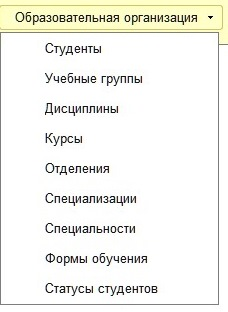 Образовательная организация
Студенты
Учебные группы
Дисциплины
Курсы
Отделения
Специализации
Специальности
Формы обучения
Статусы студентов